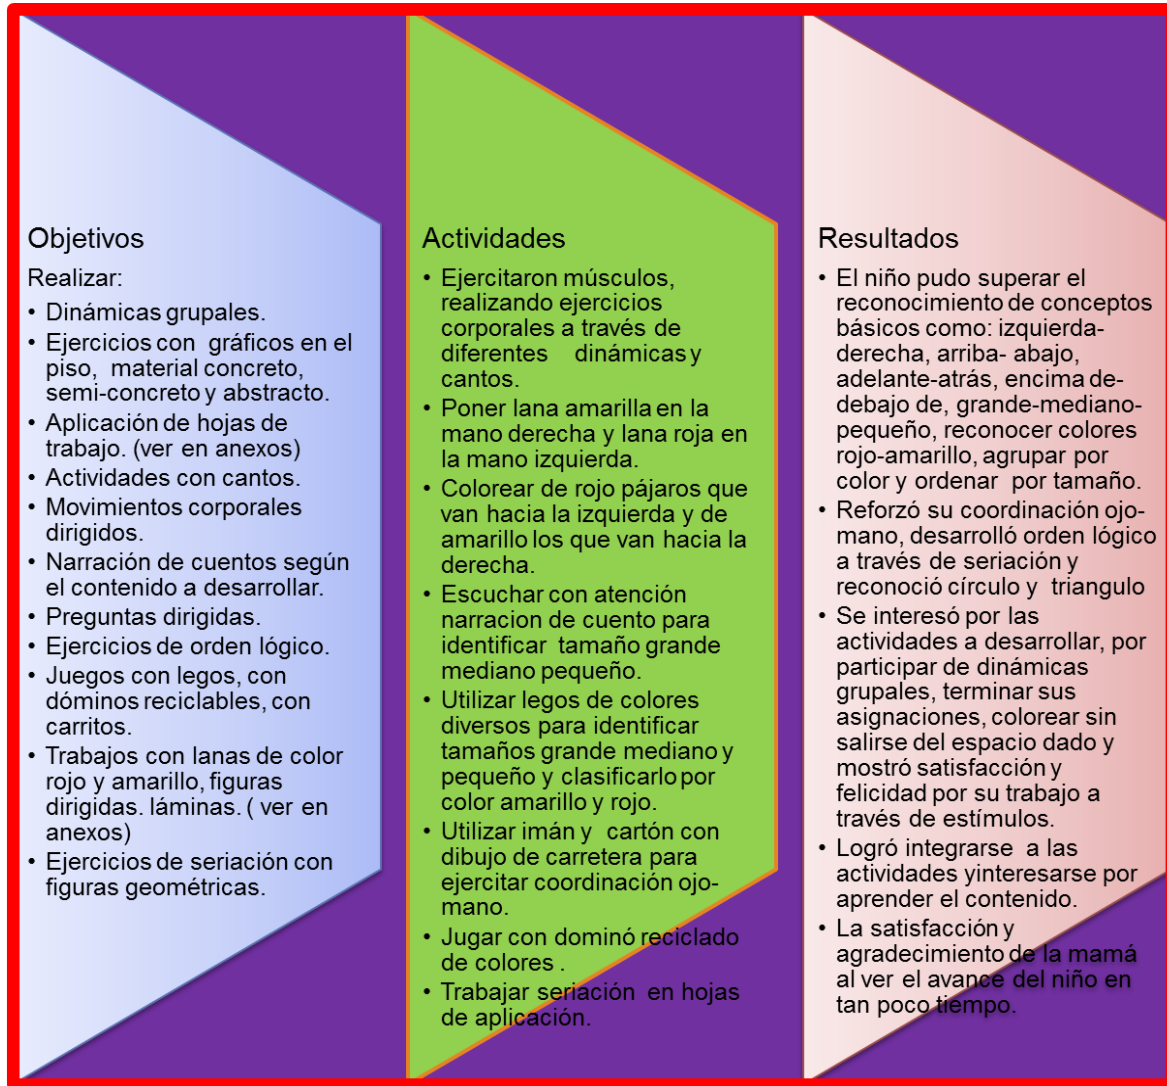 Objetivos
Realizar:
• Dinámicas grupales.
• Ejercicios con gráficos en el
piso, material concreto,
semi-concreto y abstracto.
• Aplicación de hojas de
trabajo. (ver en anexos)
• Actividades con cantos.
• Movimientos corporales
dirigidos.
• Narración de cuentos según
el contenido a desarrollar.
• Preguntas dirigidas.
• Ejercicios de orden lógico.
• Juegos con legos, con
dóminos reciclables, con
carritos.
• Trabajos con lanas de color
rojo y amarillo, figuras
dirigidas. láminas. ( ver en
anexos)
• Ejercicios de seriación con
figuras geométricas.
Actividades
• Ejercitaron músculos,
realizando ejercicios
corporales a través de
diferentes dinámicas y
cantos.
• Poner lana amarilla en la
mano derecha y lana roja en
la mano izquierda.
• Colorear de rojo pájaros que
van hacia la izquierda y de
amarillo los que van hacia la
derecha.
• Escuchar con atención
narracion de cuento para
identificar tamaño grande
mediano pequeño.
• Utilizar legos de colores
diversos para identificar
tamaños grande mediano y
pequeño y clasificarlo por
color amarillo y rojo.
• Utilizar imán y cartón con
dibujo de carretera para
ejercitar coordinación ojo-
mano.
• Jugar con dominó reciclado
de colores .
• Trabajar seriación en hojas
de aplicación.
Resultados
• El niño pudo superar el
reconocimiento de conceptos
básicos como: izquierda-
derecha, arriba- abajo,
adelante-atrás, encima de-
debajo de, grande-mediano-
pequeño, reconocer colores
rojo-amarillo, agrupar por
color y ordenar por tamaño.
• Reforzó su coordinación ojo-
mano, desarrolló orden lógico
a través de seriación y
reconoció círculo y triangulo
• Se interesó por las
actividades a desarrollar, por
participar de dinámicas
grupales, terminar sus
asignaciones, colorear sin
salirse del espacio dado y
mostró satisfacción y
felicidad por su trabajo a
través de estímulos.
• Logró integrarse a las
actividades yinteresarse por
aprender el contenido.
• La satisfacción y
agradecimiento de la mamá
al ver el avance del niño en
tan poco tiempo.